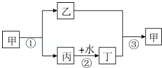 乙
甲 ① 丙 +水 ② 丁 ③ 甲